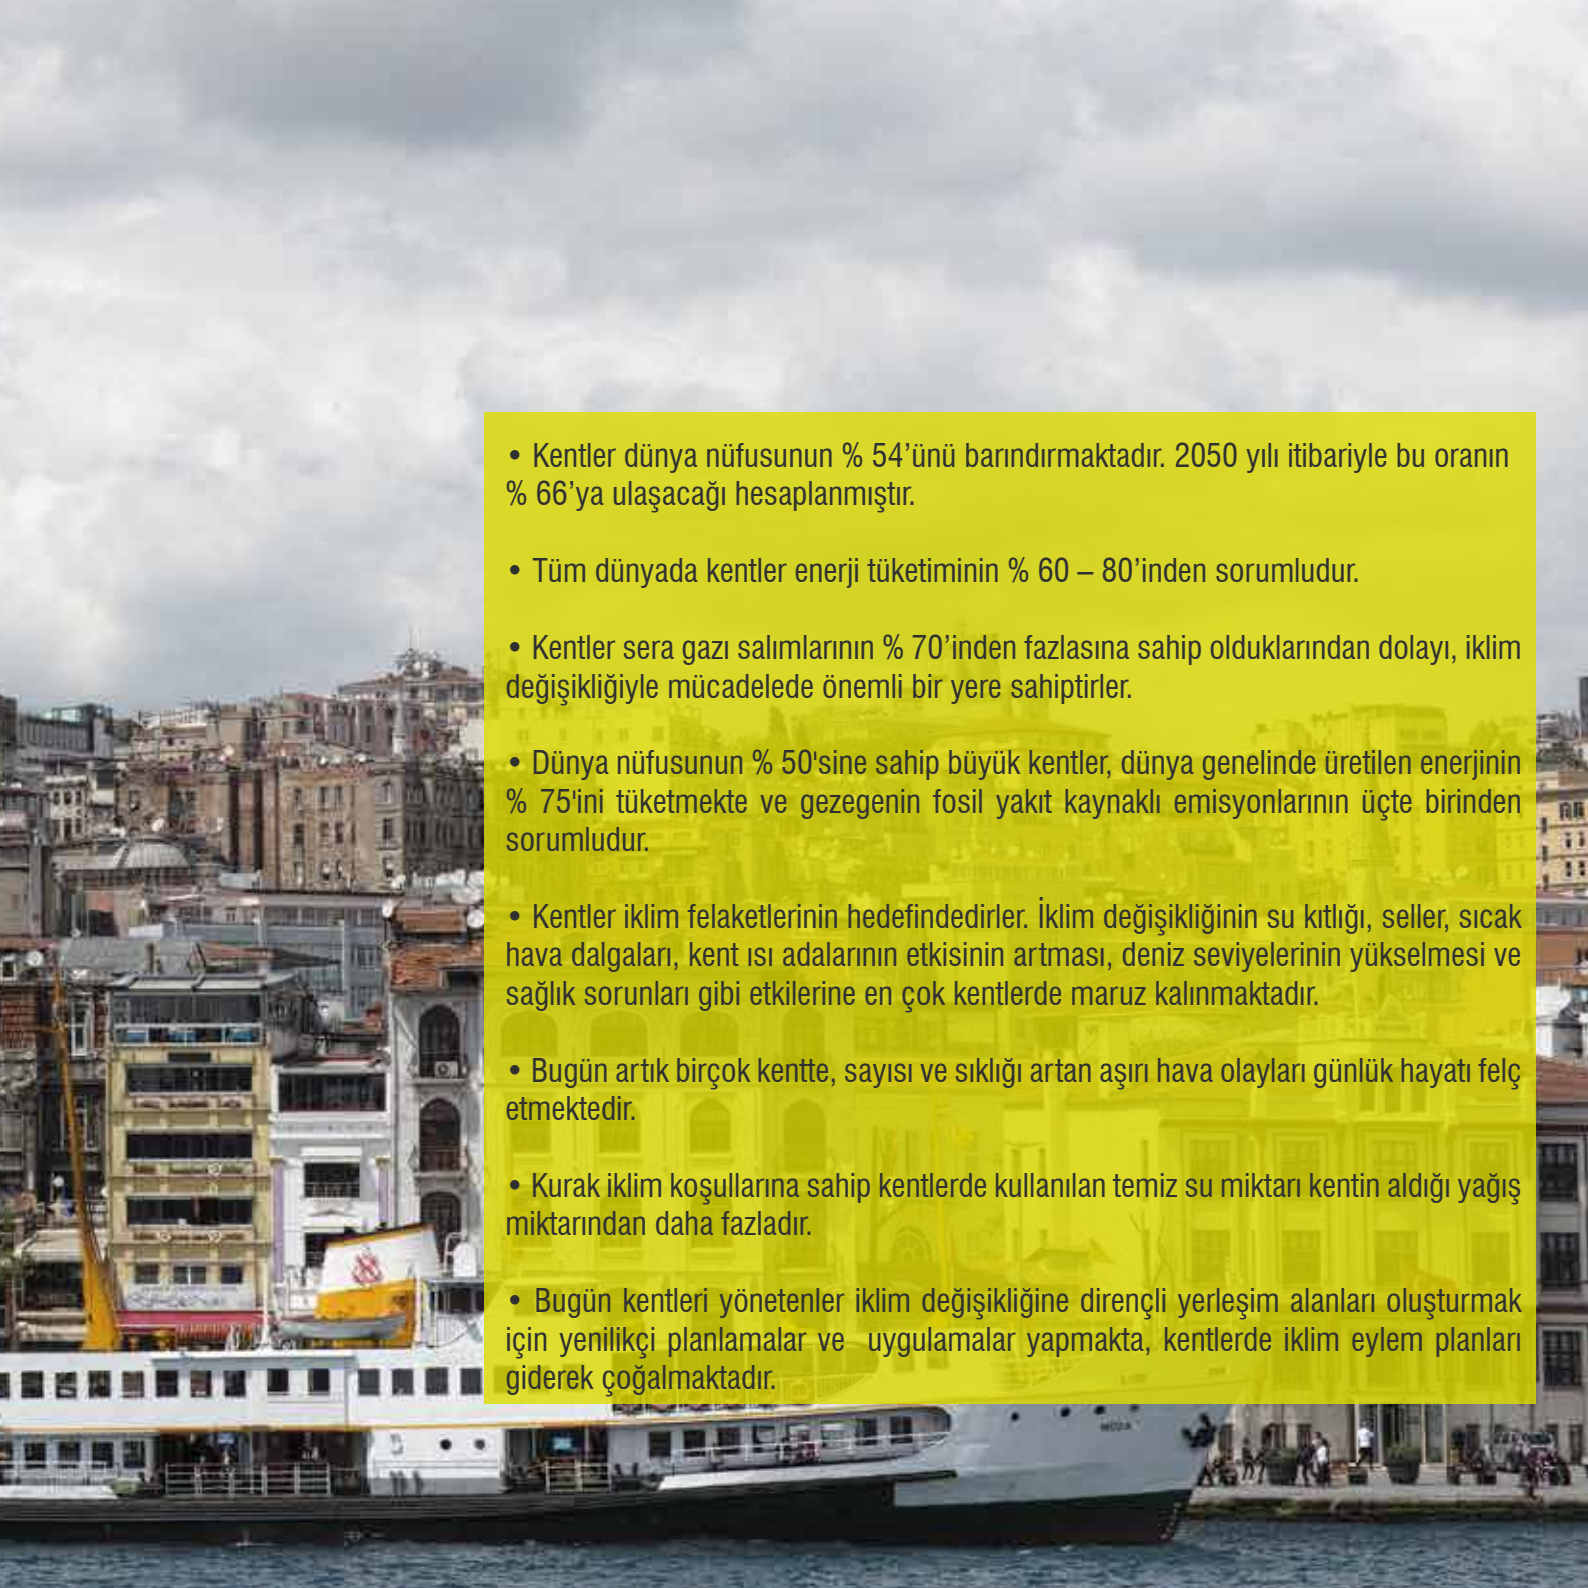 • Kentler dünya nüfusunun % 54’ünü barındırmaktadır. 2050 yılı itibariyle bu oranın
% 66’ya ulaşacağı hesaplanmıştır.
• Tüm dünyada kentler enerji tüketiminin % 60 – 80’inden sorumludur.
• Kentler sera gazı salımlarının % 70’inden fazlasına sahip olduklarından dolayı, iklim
değişikliğiyle mücadelede önemli bir yere sahiptirler.
• Dünya nüfusunun % 50'sine sahip büyük kentler, dünya genelinde üretilen enerjinin
% 75'ini tüketmekte ve gezegenin fosil yakıt kaynaklı emisyonlarının üçte birinden
sorumludur.
• Kentler iklim felaketlerinin hedefindedirler. İklim değişikliğinin su kıtlığı, seller, sıcak
hava dalgaları, kent ısı adalarının etkisinin artması, deniz seviyelerinin yükselmesi ve
sağlık sorunları gibi etkilerine en çok kentlerde maruz kalınmaktadır.
• Bugün artık birçok kentte, sayısı ve sıklığı artan aşırı hava olayları günlük hayatı felç
etmektedir.
• Kurak iklim koşullarına sahip kentlerde kullanılan temiz su miktarı kentin aldığı yağış
miktarından daha fazladır.
• Bugün kentleri yönetenler iklim değişikliğine dirençli yerleşim alanları oluşturmak
için yenilikçi planlamalar ve uygulamalar yapmakta, kentlerde iklim eylem planları
giderek çoğalmaktadır.